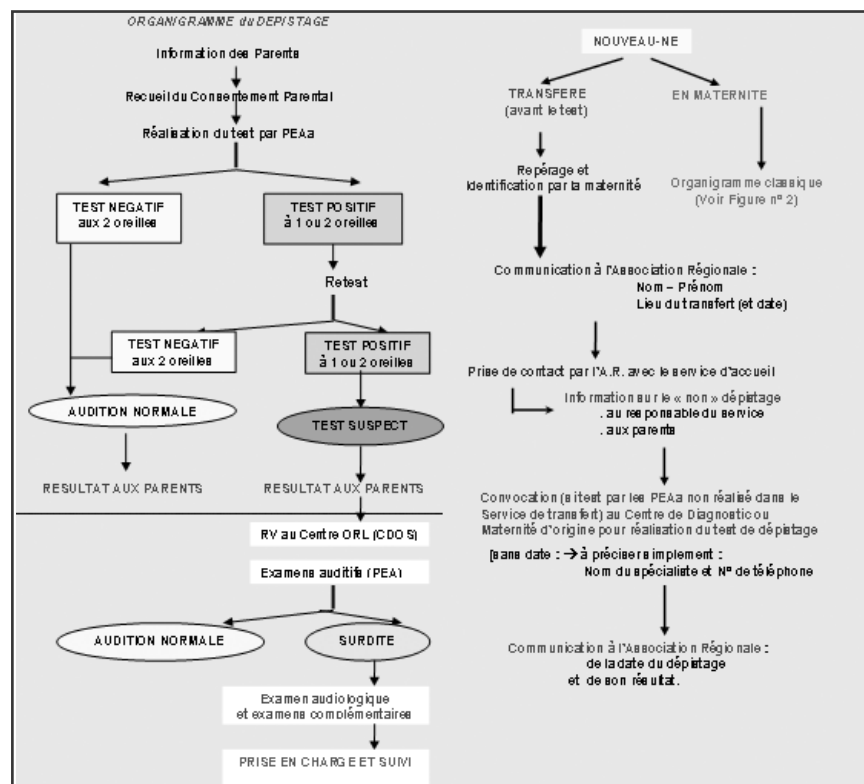 ORGANIGRAMME du DEPISTAGE
Information des Parents
Recueil du Consentement Parental
Réalisation du test par PEAa
TEST NEGATIF
aux 2 oreilles
TEST POSITIF
à 1 ou 2 oreilles
Retest
TEST NEGATIF
aux 2 oreilles
TEST POSITIF
à 1 ou 2 oreilles
AUDITION NORMALE
TEST SUSPECT
RESULTAT AUX PARENTS
RESULTAT AUX PARENTS
RV au Centre ORL (CDOS)
Examens auditifs (PEA)
AUDITION NORMALE
SURDITE
Examen audiologique
et examens complémentaires
PRISE EN CHARGE ET SUIVI
NOUVEAU-NE
TRANSFERE
(avant le test)
EN MATERNITE
Repérage et
Identification par la maternité
Organigramme classique
(Voir Figure n° 2)
Communication à l'Association Régionale :
Nom – Prénom
Lieu du transfert (et date)
Prise de contact par l'A.R. avec le service d'accueil
Information sur le « non » dépistage
. au responsable du service
. aux parents
Convocation (si test par les PEAa non réalisé dans le
Service de transfert) au Centre de Diagnostic ou
Maternité d'origine pour réalisation du test de dépistage
(sans date : → à préciser simplement :
Nom du spécialiste et N° de téléphone
Communication à l'Association Régionale :
de la date du dépistage
et de son résultat.